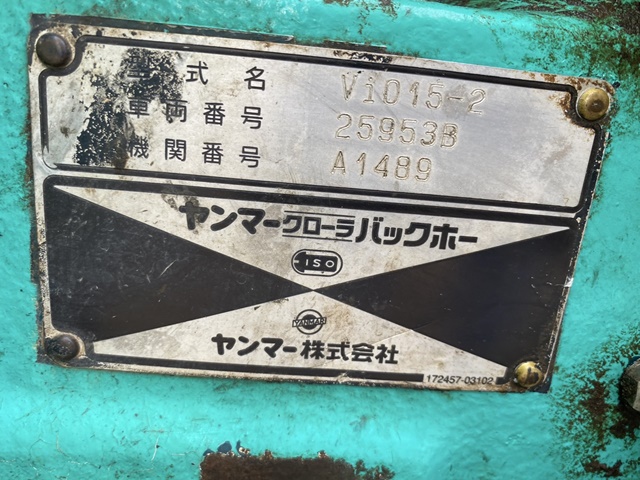 型式名 ViO15-2
車両番号 25953B
機関番号 A1489
ヤンマークローラバックホー
ISO
YANMAR
ヤンマー株式会社
172457-03102